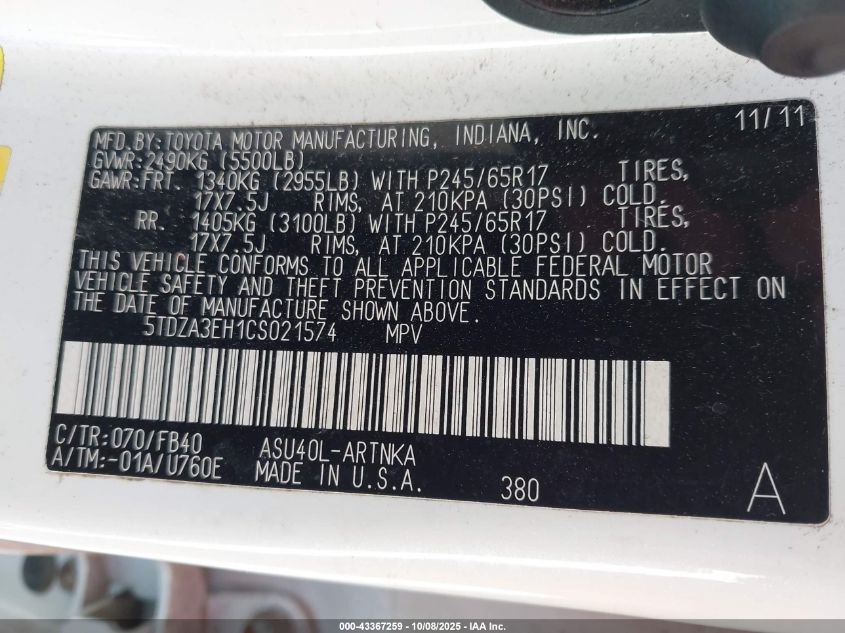 11/11
MFD.BY:TOYOTA MOTOR MANUFACTURING, INDIANA, INC.
GVWR:2490KG (5500LB)
GAWR:FRT. 1340KG (2955LB) WITH P245/65R17 TIRES,
17X7.5J RIMS, AT 210KPA (30PSI) COLD.
RR. 1405KG (3100LB) WITH P245/65R17 TIRES,
17X7.5J RIMS, AT 210KPA (30PSI) COLD.
THIS VEHICLE CONFORMS TO ALL APPLICABLE FEDERAL MOTOR
VEHICLE SAFETY AND THEFT PREVENTION STANDARDS IN EFFECT ON
THE DATE OF MANUFACTURE SHOWN ABOVE.
5TDZA3EH1CS021574 MPV
C/TR:070/FB40 ASU40L-ARTNKA
A/TM:-01A/U760E MADE IN U.S.A. 380 A
000-43367259 - 10/08/2025 - IAA Inc.